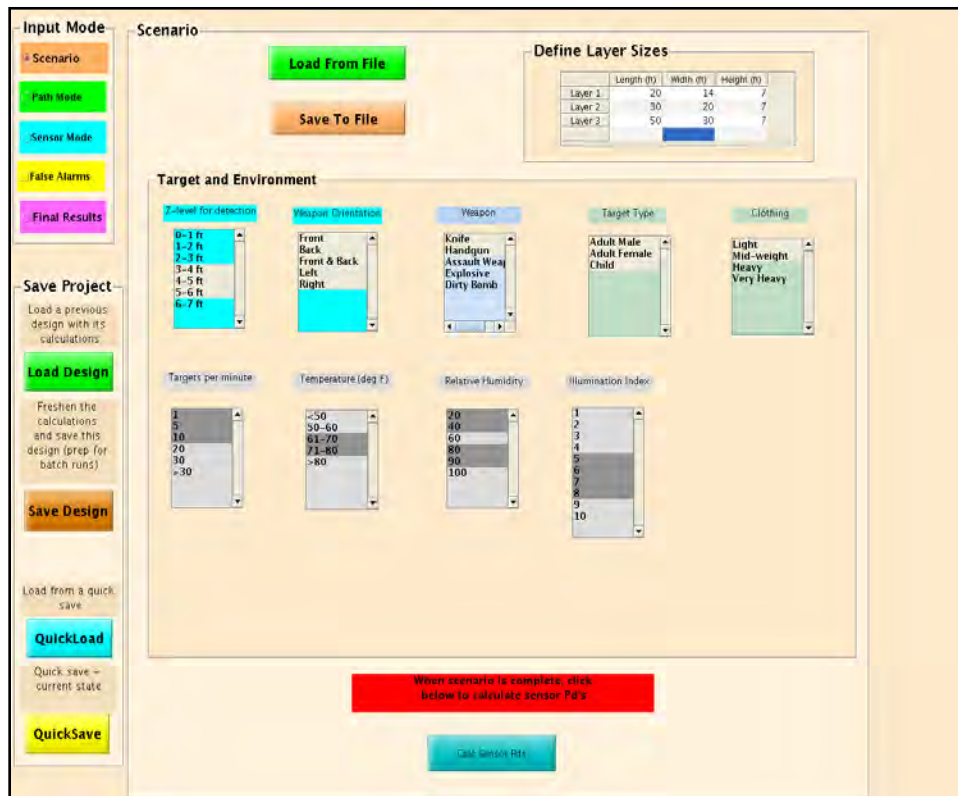 Input Mode
Scenario
Path Mode
Sensor Mode
False Alarms
Final Results
Save Project
Load a previous
design with its
calculations
Load Design
Freshen the
calculations
and save this
design (prep for
batch runs)
Save Design
Load from a quick
save
QuickLoad
Quick save –
current state
QuickSave
Scenario
Load From File
Save To File
Define Layer Sizes
Length (ft) Width (ft) Height (ft)
Layer 1 20 14 7
Layer 2 30 20 7
Layer 3 50 30 7
Target and Environment
Z-level for detection
0-1 ft
1-2 ft
2-3 ft
3-4 ft
4-5 ft
5-6 ft
6-7 ft
Weapon Orientation
Front
Back
Front & Back
Left
Right
Weapon
Knife
Handgun
Assault Weap
Explosive
Dirty Bomb
Target Type
Adult Male
Adult Female
Child
Clothing
Light
Mid-weight
Heavy
Very Heavy
Targets per minute
1
5
10
20
30
>30
Temperature (deg F)
<50
50-60
61-70
71-80
>80
Relative Humidity
20
40
60
80
90
100
Illumination Index
1
2
3
4
5
6
7
8
9
10
When scenario is complete, click
below to calculate sensor Pd's
Calc Sensor Pds